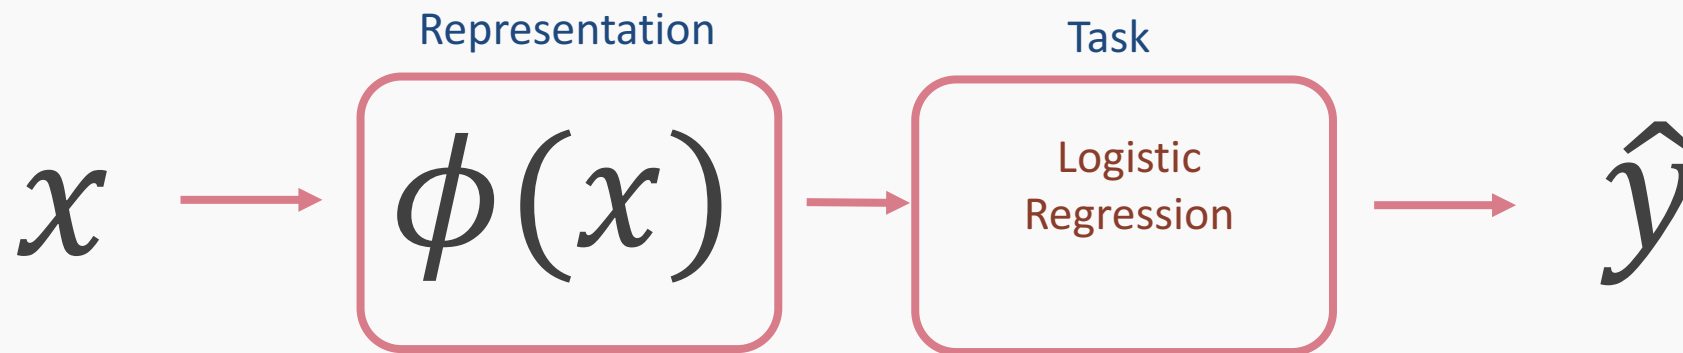 Representation
Task
x
ϕ(x)
Logistic
Regression
ŷ